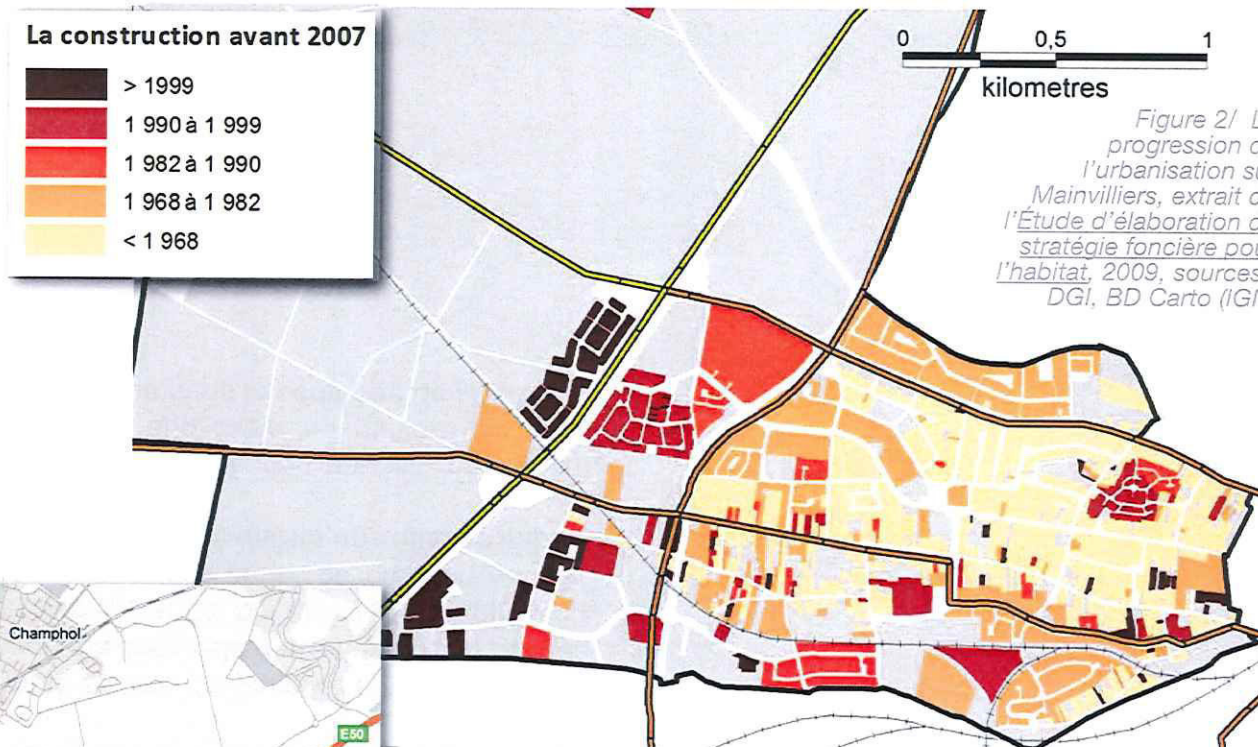 La construction avant 2007
> 1999
1 990 à 1 999
1 982 à 1 990
1 968 à 1 982
< 1 968
0 0,5 1
kilometres
Figure 2/
progression
l'urbanisation
Mainvilliers, extrait
l'Étude d'élaboration
stratégie foncière
l'habitat, 2009, sources
DGI, BD Carto
Champhol
E50